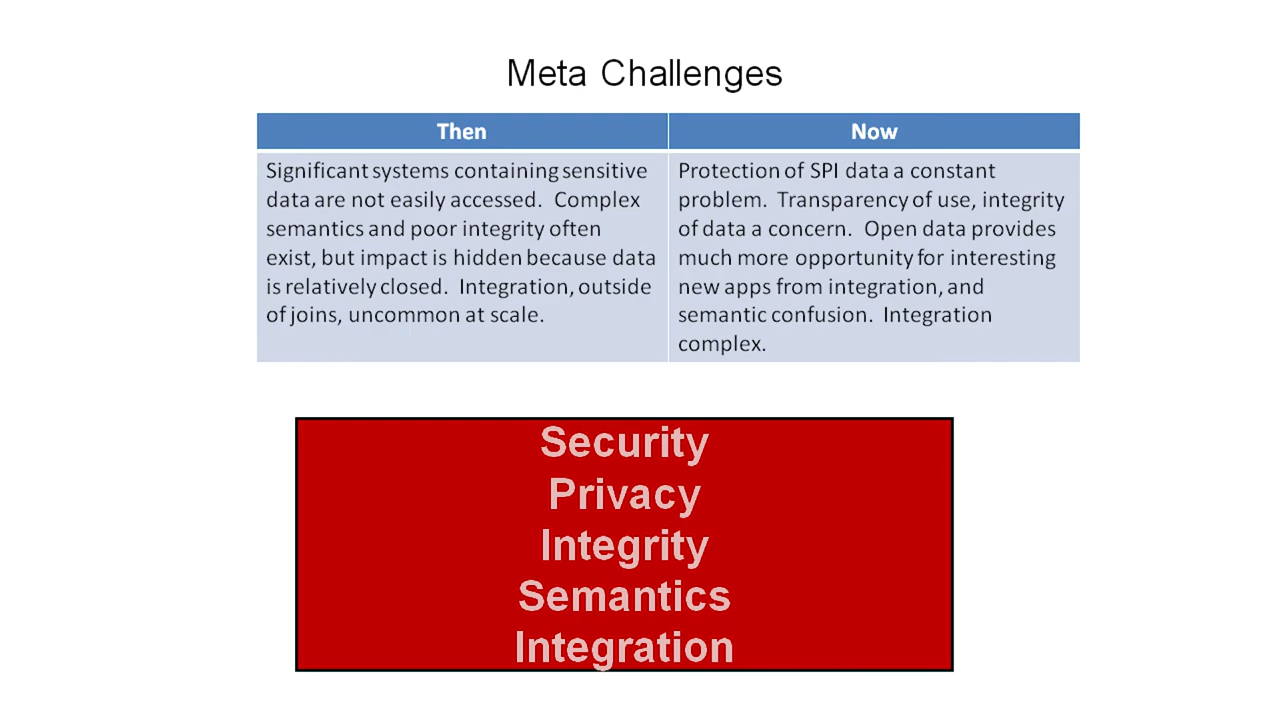 Meta Challenges
Then
Now
Significant systems containing sensitive
data are not easily accessed. Complex
semantics and poor integrity often
exist, but impact is hidden because data
is relatively closed. Integration, outside
of joins, uncommon at scale.
Protection of SPI data a constant
problem. Transparency of use, integrity
of data a concern. Open data provides
much more opportunity for interesting
new apps from integration, and
semantic confusion. Integration
complex.
Security
Privacy
Integrity
Semantics
Integration